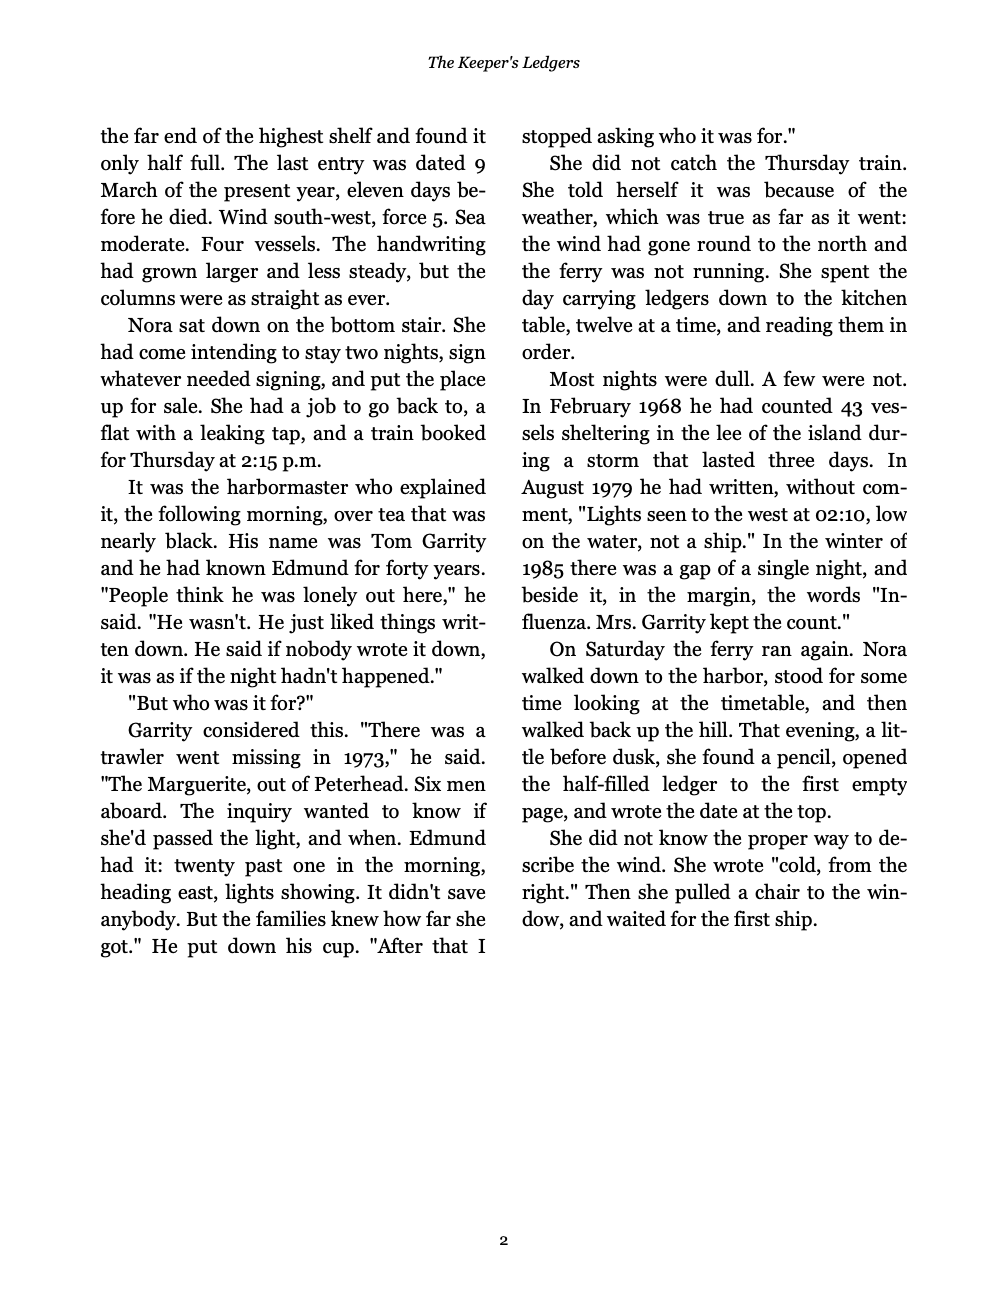 The Keeper's Ledgers
the far end of the highest shelf and found it
only half full. The last entry was dated 9
March of the present year, eleven days be-
fore he died. Wind south-west, force 5. Sea
moderate. Four vessels. The handwriting
had grown larger and less steady, but the
columns were as straight as ever.
Nora sat down on the bottom stair. She
had come intending to stay two nights, sign
whatever needed signing, and put the place
up for sale. She had a job to go back to, a
flat with a leaking tap, and a train booked
for Thursday at 2:15 p.m.
It was the harbormaster who explained
it, the following morning, over tea that was
nearly black. His name was Tom Garrity
and he had known Edmund for forty years.
"People think he was lonely out here," he
said. "He wasn't. He just liked things writ-
ten down. He said if nobody wrote it down,
it was as if the night hadn't happened."
"But who was it for?"
Garrity considered this. "There was a
trawler went missing in 1973," he said.
"The Marguerite, out of Peterhead. Six men
aboard. The inquiry wanted to know if
she'd passed the light, and when. Edmund
had it: twenty past one in the morning,
heading east, lights showing. It didn't save
anybody. But the families knew how far she
got." He put down his cup. "After that I
stopped asking who it was for."
She did not catch the Thursday train.
She told herself it was because of the
weather, which was true as far as it went:
the wind had gone round to the north and
the ferry was not running. She spent the
day carrying ledgers down to the kitchen
table, twelve at a time, and reading them in
order.
Most nights were dull. A few were not.
In February 1968 he had counted 43 ves-
sels sheltering in the lee of the island dur-
ing a storm that lasted three days. In
August 1979 he had written, without com-
ment, "Lights seen to the west at 02:10, low
on the water, not a ship." In the winter of
1985 there was a gap of a single night, and
beside it, in the margin, the words "In-
fluenza. Mrs. Garrity kept the count."
On Saturday the ferry ran again. Nora
walked down to the harbor, stood for some
time looking at the timetable, and then
walked back up the hill. That evening, a lit-
tle before dusk, she found a pencil, opened
the half-filled ledger to the first empty
page, and wrote the date at the top.
She did not know the proper way to de-
scribe the wind. She wrote "cold, from the
right." Then she pulled a chair to the win-
dow, and waited for the first ship.
2